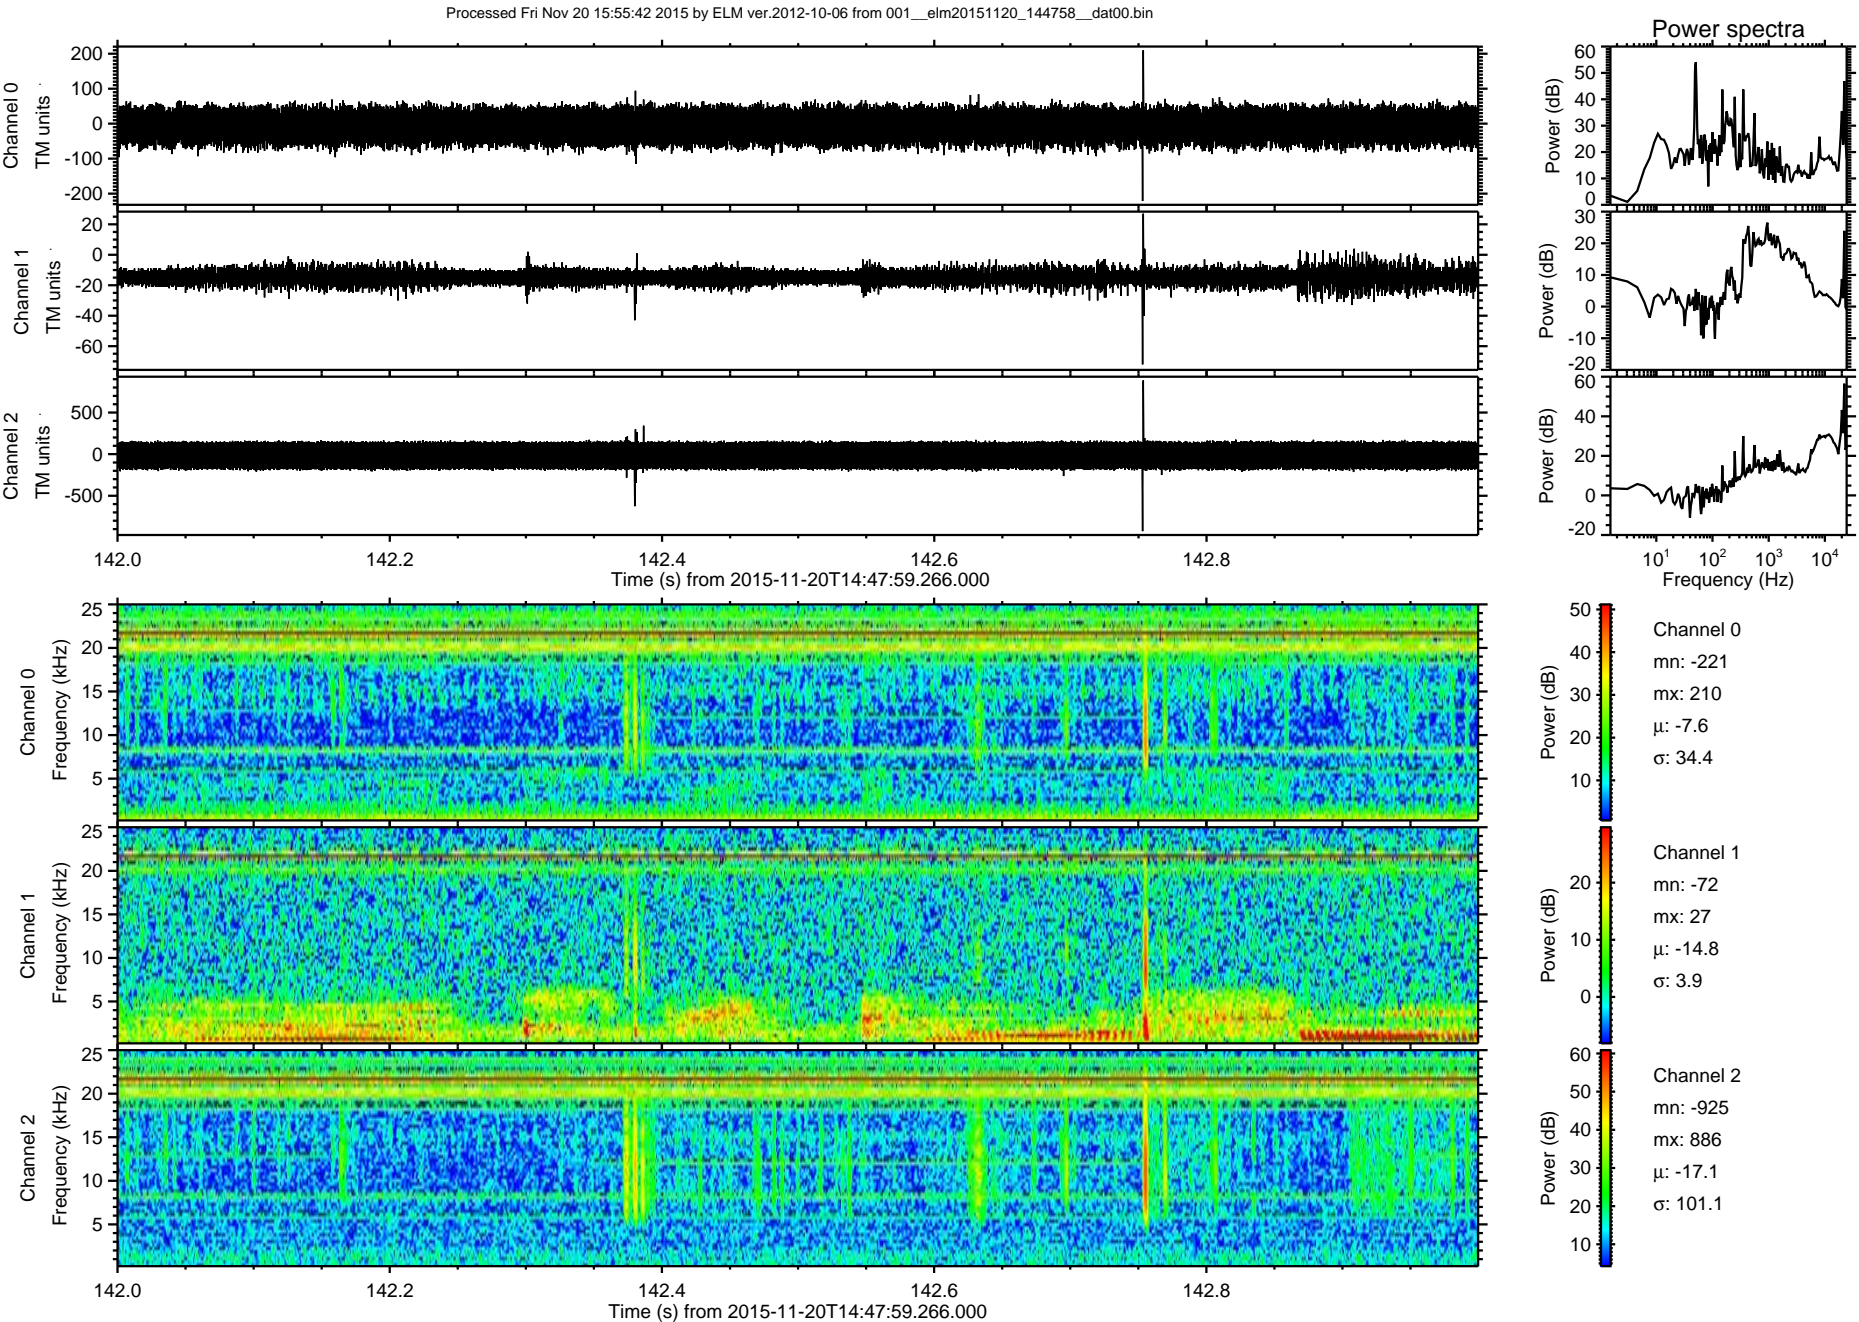 Processed Fri Nov 20 15:55:42 2015 by ELM ver.2012-10-06 from 001__elm20151120_144758__dat00.bin
Power spectra
Channel 0
TM units
200
100
0
-100
-200
Power (dB)
60
50
40
30
20
10
0
Channel 1
TM units
20
0
-20
-40
-60
Power (dB)
30
20
10
0
-10
-20
Channel 2
TM units
500
0
-500
Power (dB)
60
40
20
0
-20
142.0 142.2 142.4 142.6 142.8
Time (s) from 2015-11-20T14:47:59.266.000
10¹ 10² 10³ 10⁴
Frequency (Hz)
Channel 0
Frequency (kHz)
25
20
15
10
5
Power (dB)
50
40
30
20
10
Channel 0
mn: -221
mx: 210
μ: -7.6
σ: 34.4
Channel 1
Frequency (kHz)
25
20
15
10
5
Power (dB)
20
10
0
Channel 1
mn: -72
mx: 27
μ: -14.8
σ: 3.9
Channel 2
Frequency (kHz)
25
20
15
10
5
Power (dB)
60
50
40
30
20
10
Channel 2
mn: -925
mx: 886
μ: -17.1
σ: 101.1
142.0 142.2 142.4 142.6 142.8
Time (s) from 2015-11-20T14:47:59.266.000